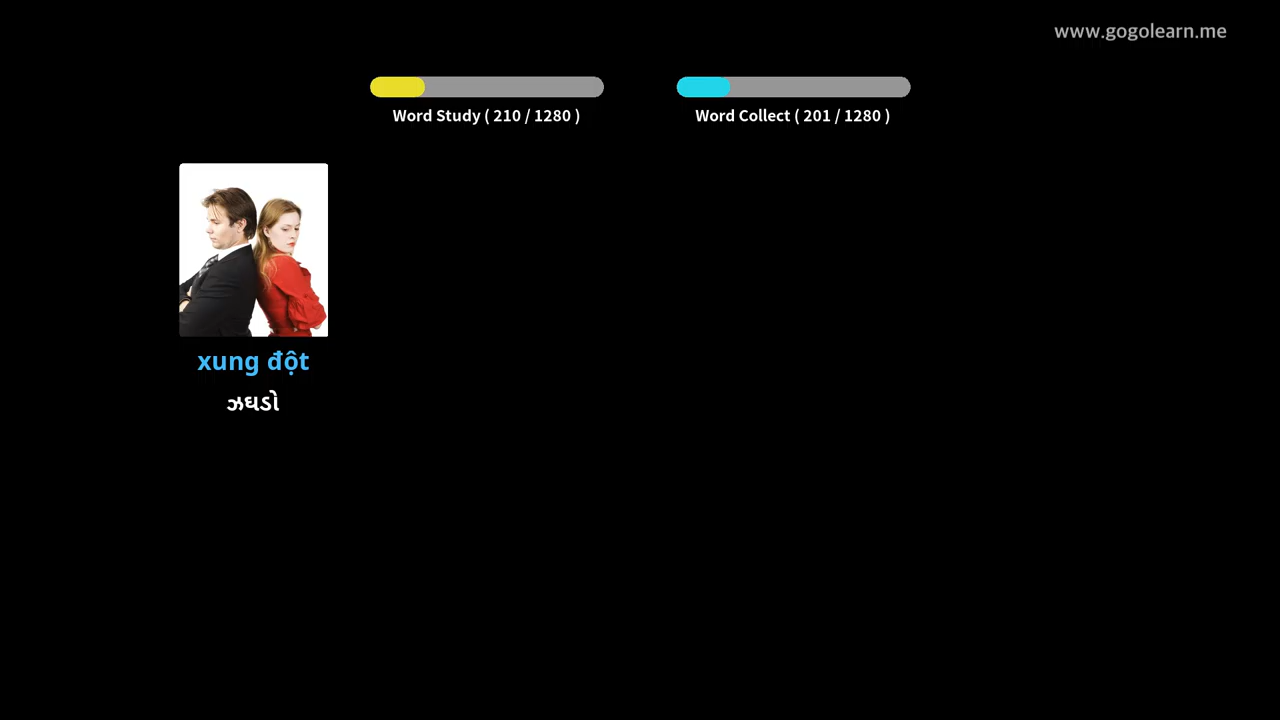 www.gogolearn.me
Word Study ( 210 / 1280 )
Word Collect ( 201 / 1280 )
xung đột
ઝઘડો